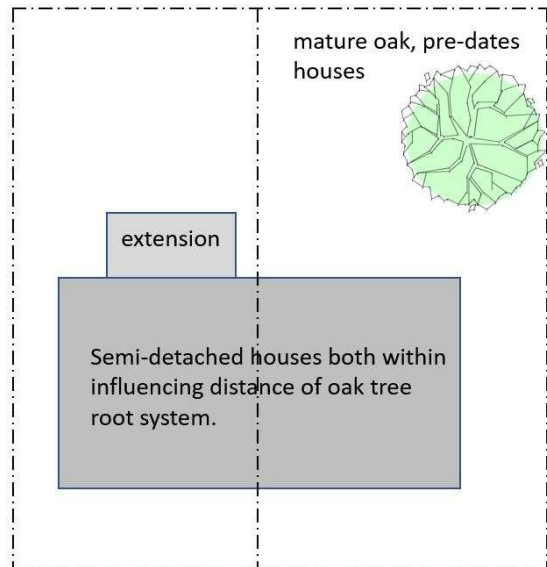 mature oak, pre-dates
houses
extension
Semi-detached houses both within
influencing distance of oak tree
root system.